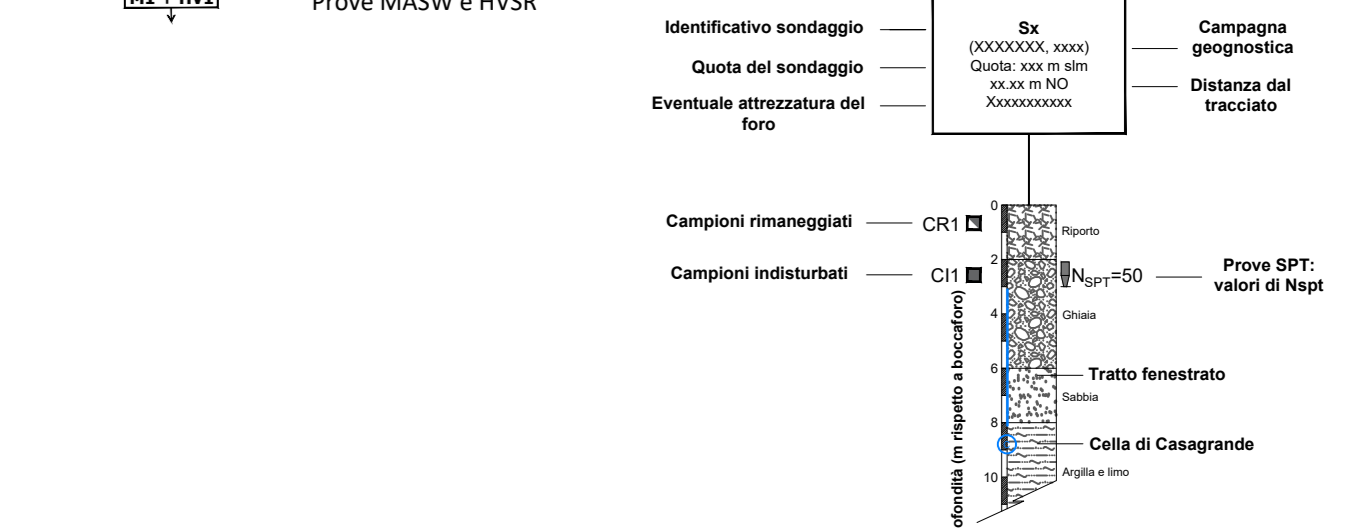 M1 + HV1
Prove MASW e HVSR
Identificativo sondaggio
Quota del sondaggio
Eventuale attrezzatura del
foro
Sx
(XXXXXXX, xxxx)
Quota: xxx m slm
xx.xx m NO
Xxxxxxxxxxx
Campagna
geognostica
Distanza dal
tracciato
Campioni rimaneggiati
CR1
Campioni indisturbati
CI1
0
2
4
6
8
10
ofondità (m rispetto a boccaforo)
Riporto
Ghiaia
Sabbia
Argilla e limo
NSPT=50
Prove SPT:
valori di Nspt
Tratto fenestrato
Cella di Casagrande